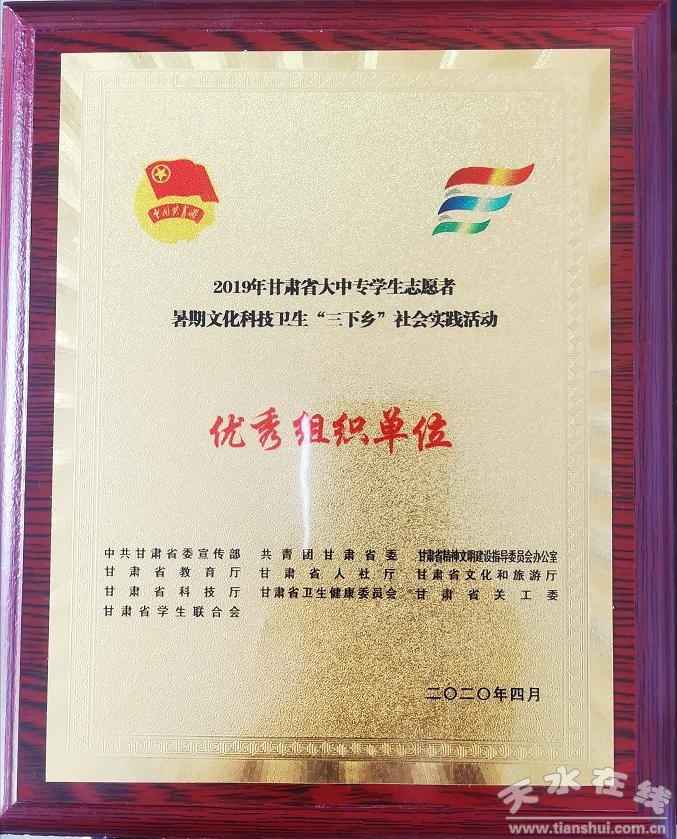 中国共青团
2019年甘肃省大中专学生志愿者
暑期文化科技卫生“三下乡”社会实践活动
优秀组织单位
中共甘肃省委宣传部 共青团甘肃省委 甘肃省精神文明建设指导委员会办公室
甘肃省教育厅 甘肃省人社厅 甘肃省文化和旅游厅
甘肃省科技厅 甘肃省卫生健康委员会 甘肃省关工委
甘肃省学生联合会
二〇二〇年四月
天水在线
www.tianshui.com.cn